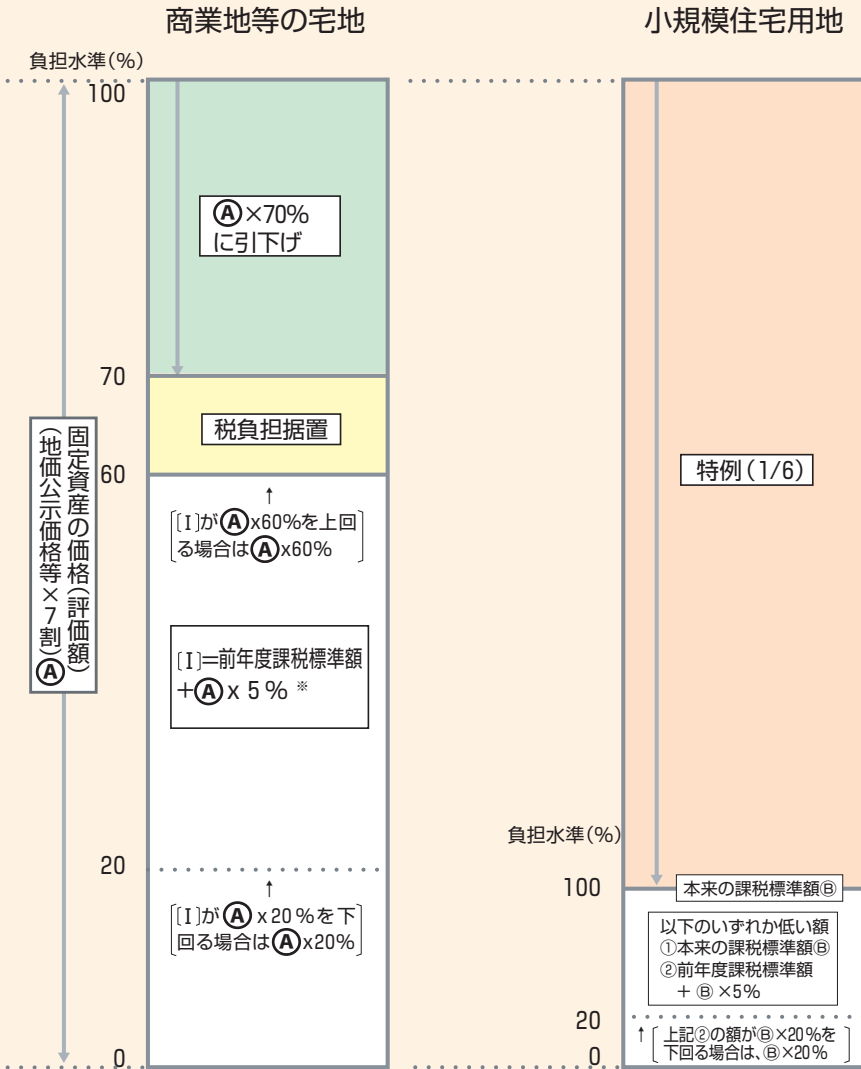 商業地等の宅地
負担水準(%)
100
Ⓐ×70%
に引下げ
70
税負担据置
60
↑
[[I]がⒶx60%を上回
る場合はⒶx60%]
固定資産の価格(評価額)
(地価公示価格等×7割)Ⓐ
[I]=前年度課税標準額
+Ⓐx 5% ※
20
↑
[[I]がⒶx20%を下
回る場合はⒶx20%]
0
小規模住宅用地
特例(1/6)
負担水準(%)
100
本来の課税標準額Ⓑ
以下のいずれか低い額
①本来の課税標準額Ⓑ
②前年度課税標準額
+ Ⓑ ×5%
20
↑[上記②の額がⒷ×20%を
下回る場合は、Ⓑ×20%]
0